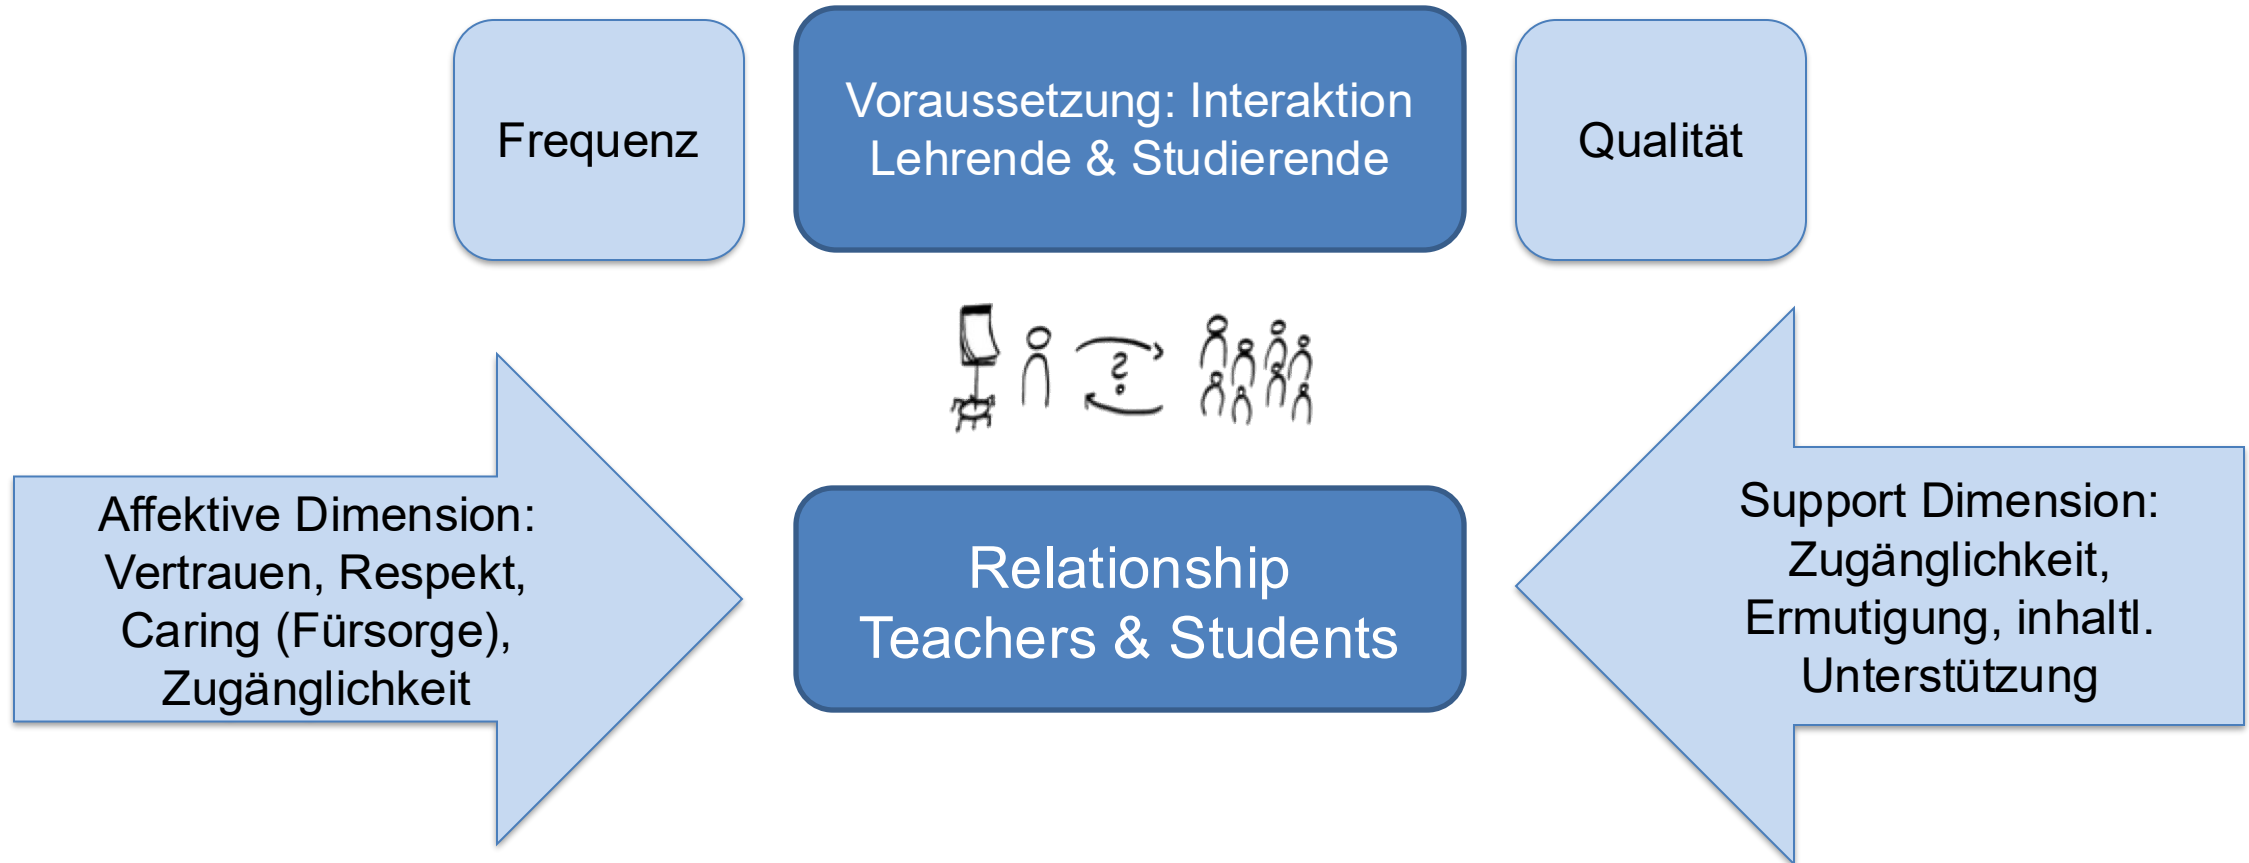 Frequenz
Voraussetzung: Interaktion
Lehrende & Studierende
Qualität
?
Affektive Dimension:
Vertrauen, Respekt,
Caring (Fürsorge),
Zugänglichkeit
Relationship
Teachers & Students
Support Dimension:
Zugänglichkeit,
Ermutigung, inhaltl.
Unterstützung